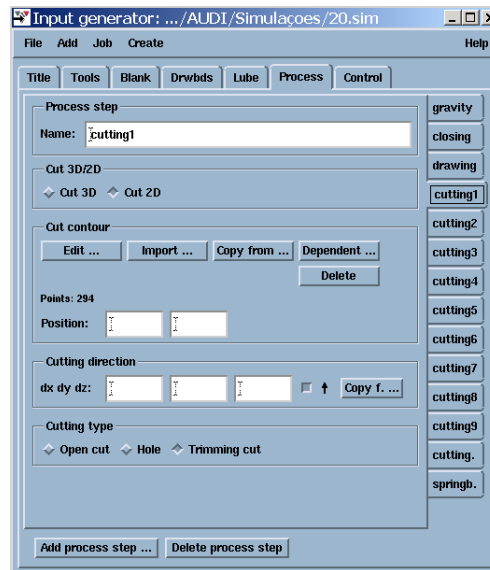 Input generator: .../AUDI/Simulaçoes/20.sim
File Add Job Create Help
Title Tools Blank Drwbds Lube Process Control
Process step
Name: cutting1
Cut 3D/2D
Cut 3D Cut 2D
Cut contour
Edit ... Import ... Copy from ... Dependent ...
Delete
Points: 294
Position:
Cutting direction
dx dy dz: Copy f. ...
Cutting type
Open cut Hole Trimming cut
Add process step ... Delete process step
gravity
closing
drawing
cutting1
cutting2
cutting3
cutting4
cutting5
cutting6
cutting7
cutting8
cutting9
cutting.
springb.